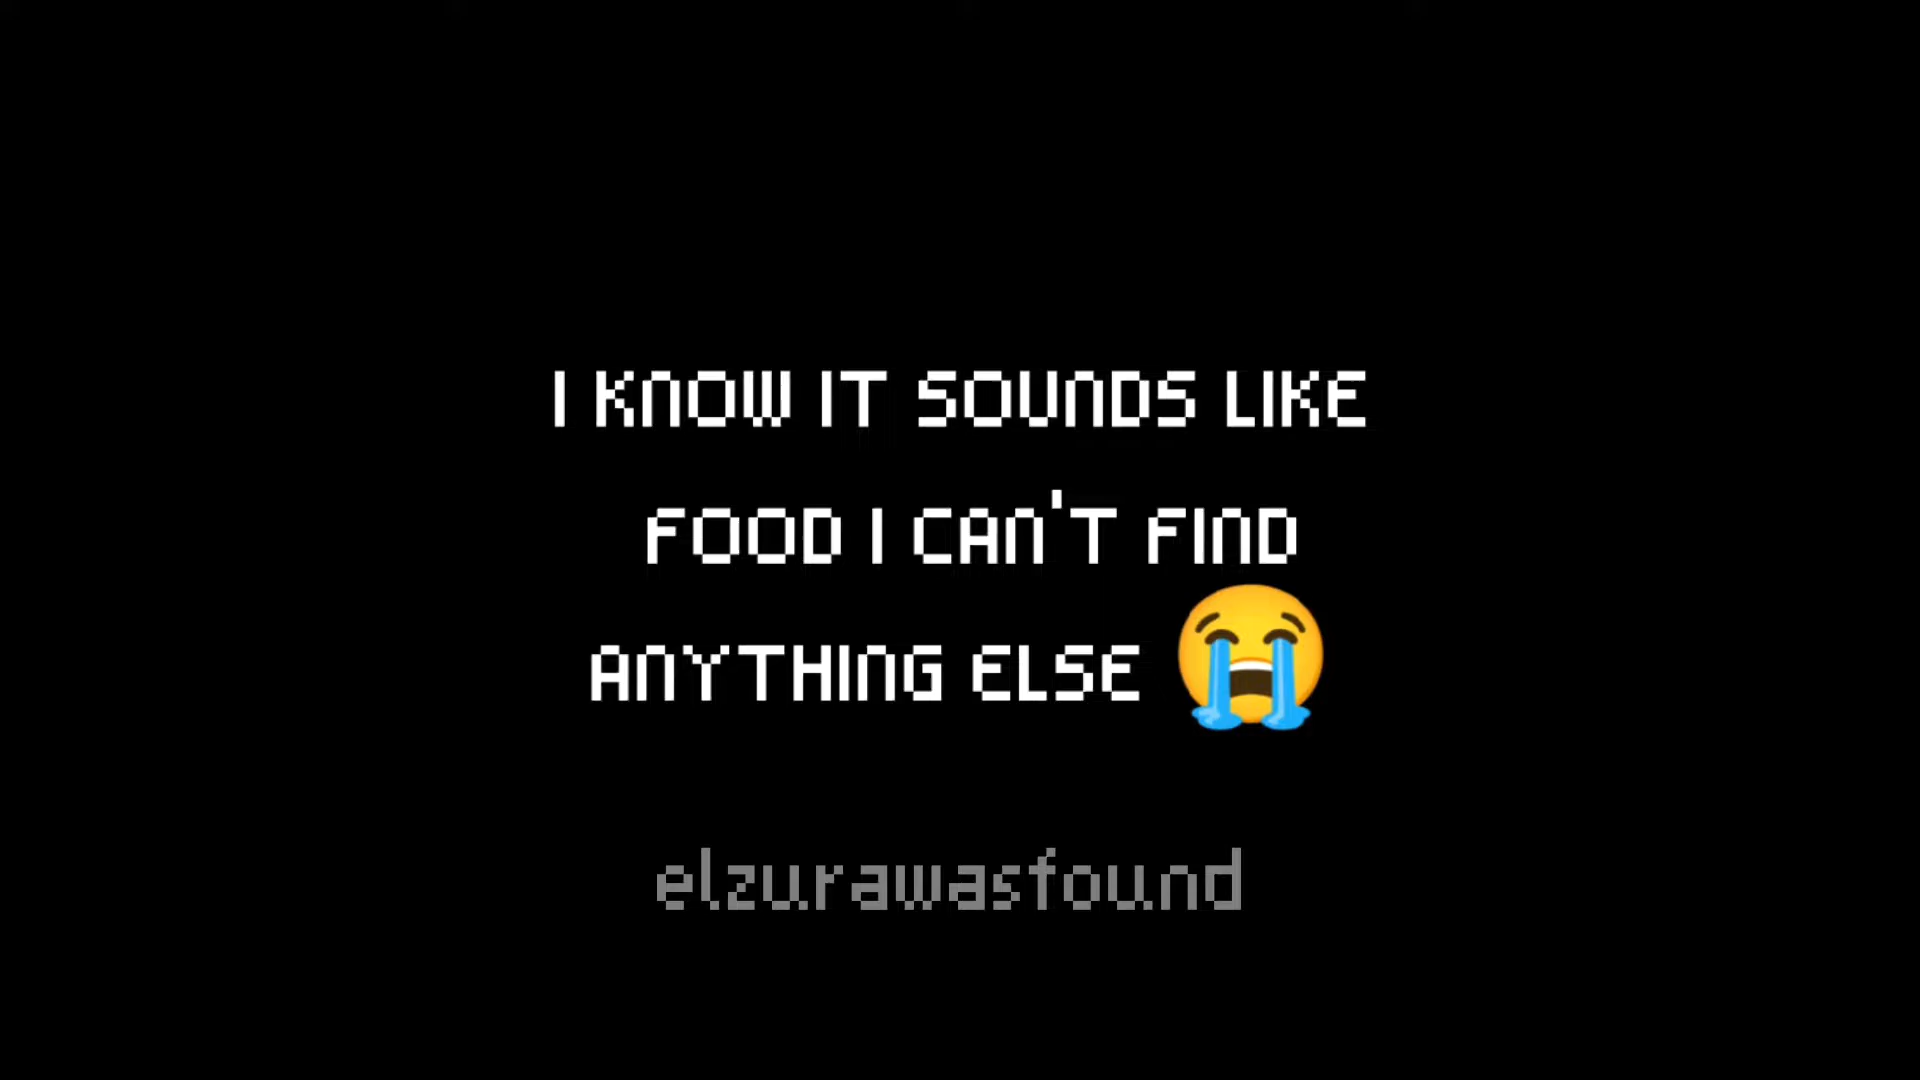 I KNOW IT SOUNDS LIKE
FOOD I CAN'T FIND
ANYTHING ELSE 😭
elzurawasfound